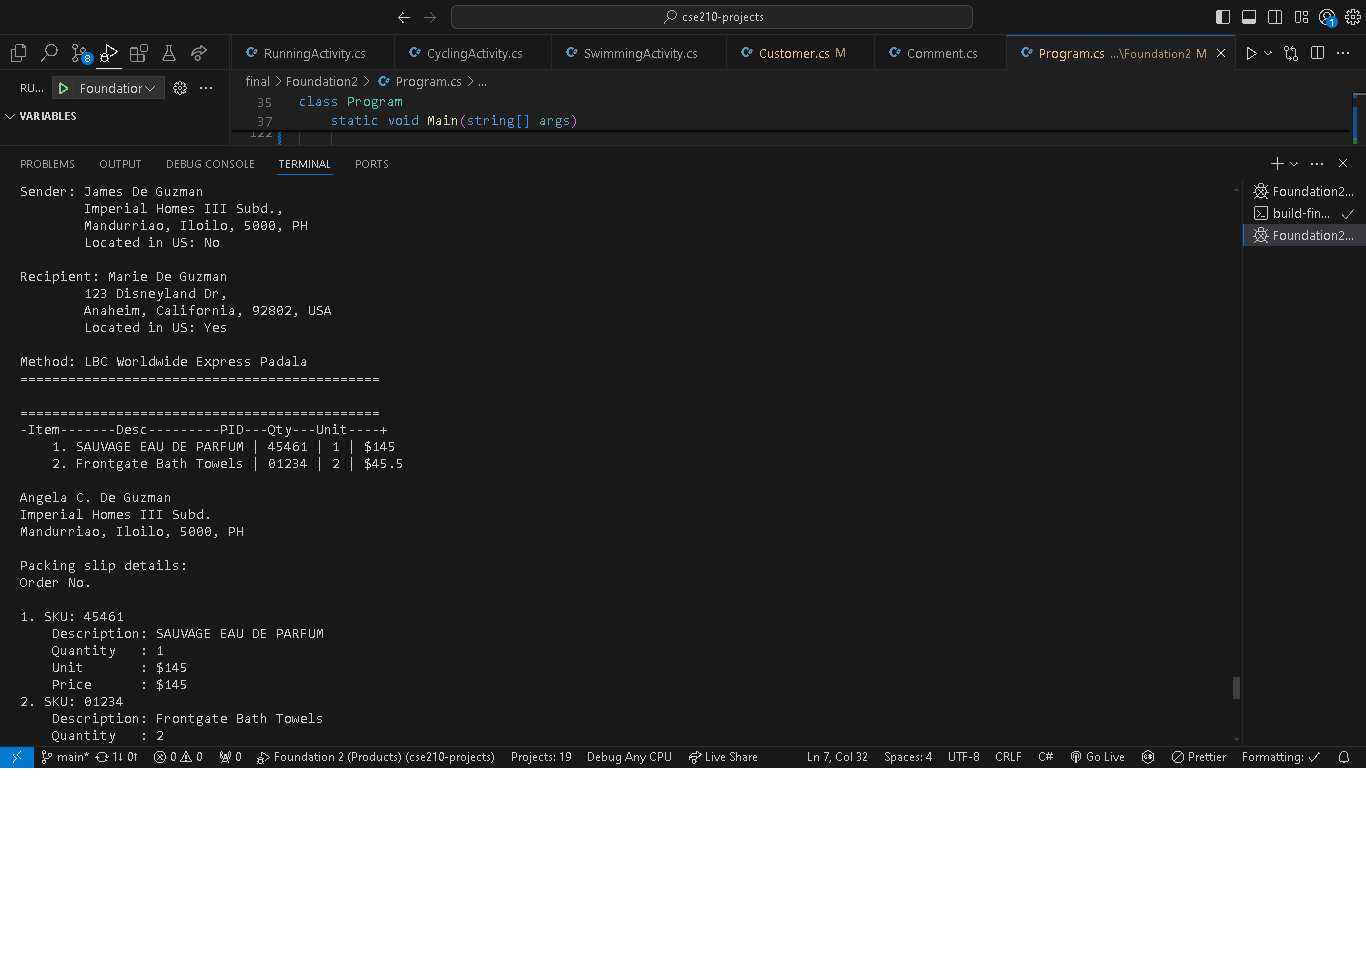 cse210-projects
1
8
RunningActivity.cs
CyclingActivity.cs
SwimmingActivity.cs
Customer.cs M
Comment.cs
Program.cs ...\Foundation2 M
RU...
Foundation
final > Foundation2 > Program.cs > ...
VARIABLES
35 class Program
37 static void Main(string[] args)
122
PROBLEMS OUTPUT DEBUG CONSOLE TERMINAL PORTS
Sender: James De Guzman
Imperial Homes III Subd.,
Mandurriao, Iloilo, 5000, PH
Located in US: No
Recipient: Marie De Guzman
123 Disneyland Dr,
Anaheim, California, 92802, USA
Located in US: Yes
Method: LBC Worldwide Express Padala
=============================================
=============================================
-Item-------Desc---------PID---Qty---Unit----+
1. SAUVAGE EAU DE PARFUM | 45461 | 1 | $145
2. Frontgate Bath Towels | 01234 | 2 | $45.5
Angela C. De Guzman
Imperial Homes III Subd.
Mandurriao, Iloilo, 5000, PH
Packing slip details:
Order No.
1. SKU: 45461
Description: SAUVAGE EAU DE PARFUM
Quantity : 1
Unit : $145
Price : $145
2. SKU: 01234
Description: Frontgate Bath Towels
Quantity : 2
Foundation2...
build-fin...
Foundation2...
main* 1↓ 0↑ 0 0 0 Foundation 2 (Products) (cse210-projects) Projects: 19 Debug Any CPU Live Share Ln 7, Col 32 Spaces: 4 UTF-8 CRLF C# Go Live Prettier Formatting: ✓